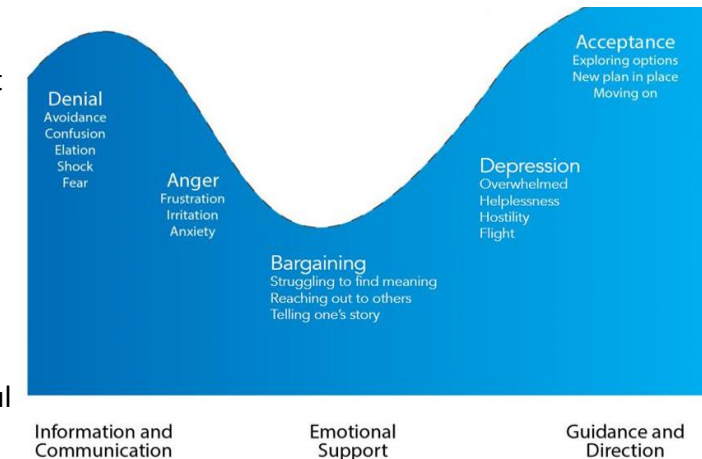 Denial
Avoidance
Confusion
Elation
Shock
Fear
Anger
Frustration
Irritation
Anxiety
Bargaining
Struggling to find meaning
Reaching out to others
Telling one's story
Depression
Overwhelmed
Helplessness
Hostility
Flight
Acceptance
Exploring options
New plan in place
Moving on
Information and
Communication
Emotional
Support
Guidance and
Direction